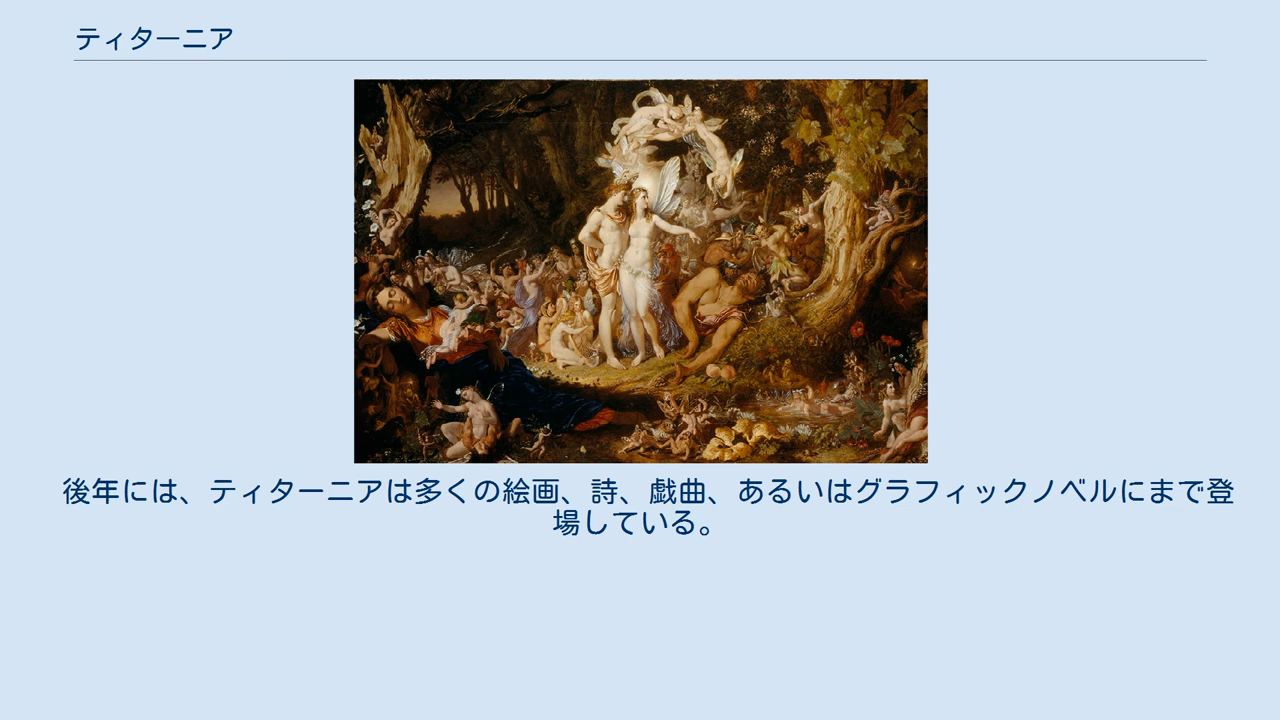 ティターニア
後年には、ティターニアは多くの絵画、詩、戯曲、あるいはグラフィックノベルにまで登
場している。